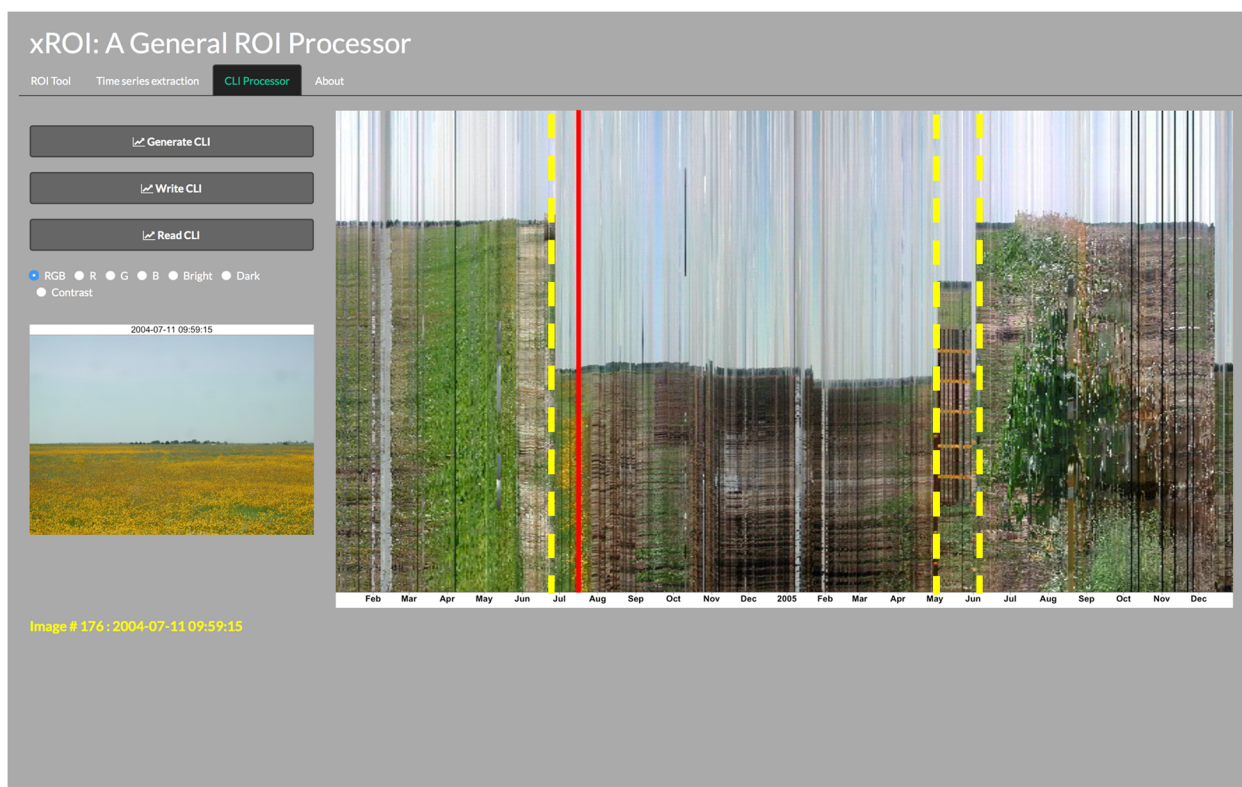 xROI: A General ROI Processor
ROI Tool Time series extraction CLI Processor About
Generate CLI
Write CLI
Read CLI
RGB R G B Bright Dark
Contrast
2004-07-11 09:59:15
Feb Mar Apr May Jun Jul Aug Sep Oct Nov Dec 2005 Feb Mar Apr May Jun Jul Aug Sep Oct Nov Dec
Image # 176 : 2004-07-11 09:59:15